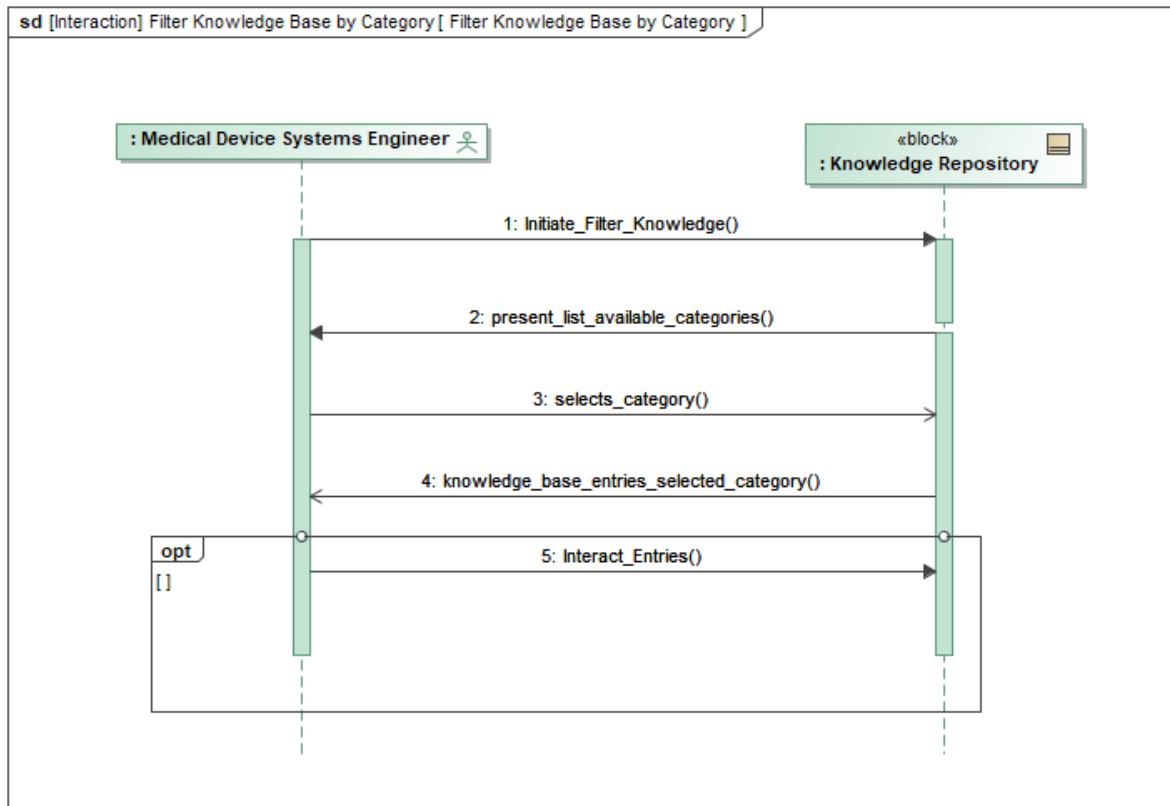 sd [Interaction] Filter Knowledge Base by Category [ Filter Knowledge Base by Category ]
: Medical Device Systems Engineer
«block»
: Knowledge Repository
1: Initiate_Filter_Knowledge()
2: present_list_available_categories()
3: selects_category()
4: knowledge_base_entries_selected_category()
opt
5: Interact_Entries()
[ ]